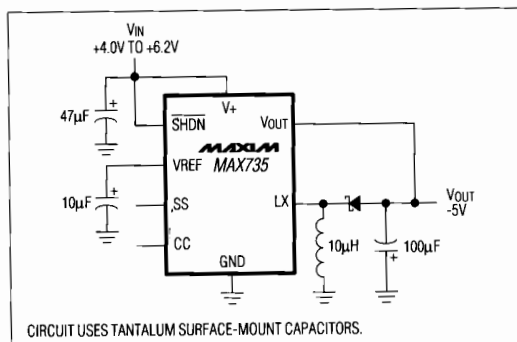 VIN
+4.0V TO +6.2V
V+
47µF
+
SHDN
VOUT
MAXIM
MAX735
VREF
10µF
+
SS
LX
VOUT
-5V
CC
10µH
100µF
+
GND
CIRCUIT USES TANTALUM SURFACE-MOUNT CAPACITORS.